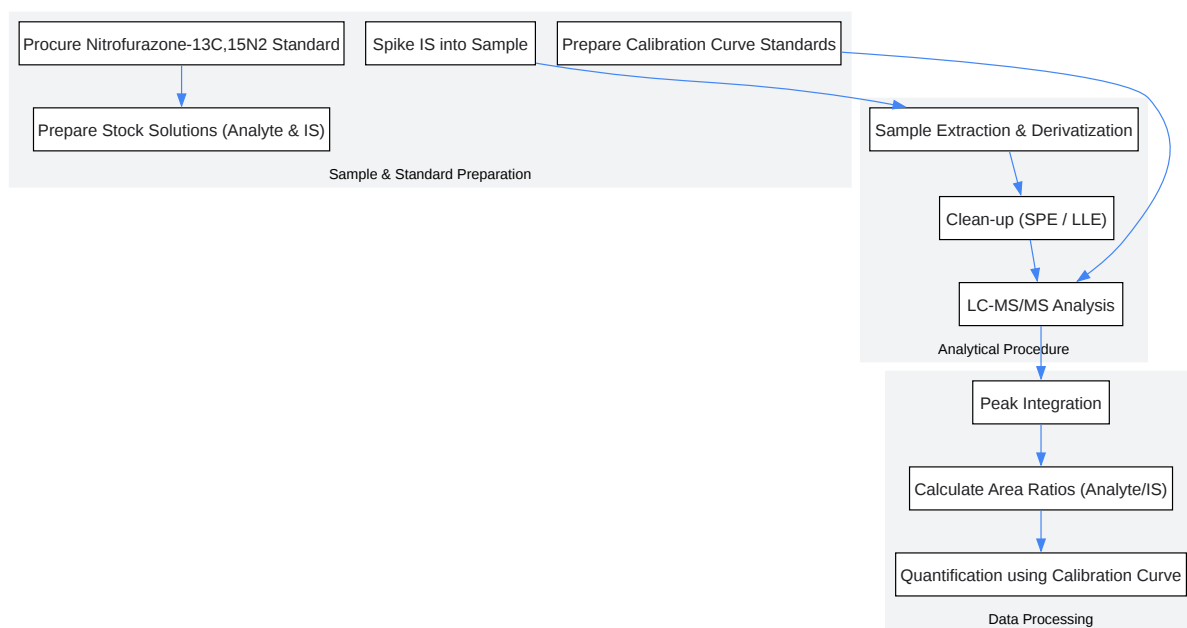 Procure Nitrofurazone-13C,15N2 Standard
Spike IS into Sample
Prepare Calibration Curve Standards
Prepare Stock Solutions (Analyte & IS)
Sample & Standard Preparation
Sample Extraction & Derivatization
Clean-up (SPE / LLE)
LC-MS/MS Analysis
Analytical Procedure
Peak Integration
Calculate Area Ratios (Analyte/IS)
Quantification using Calibration Curve
Data Processing